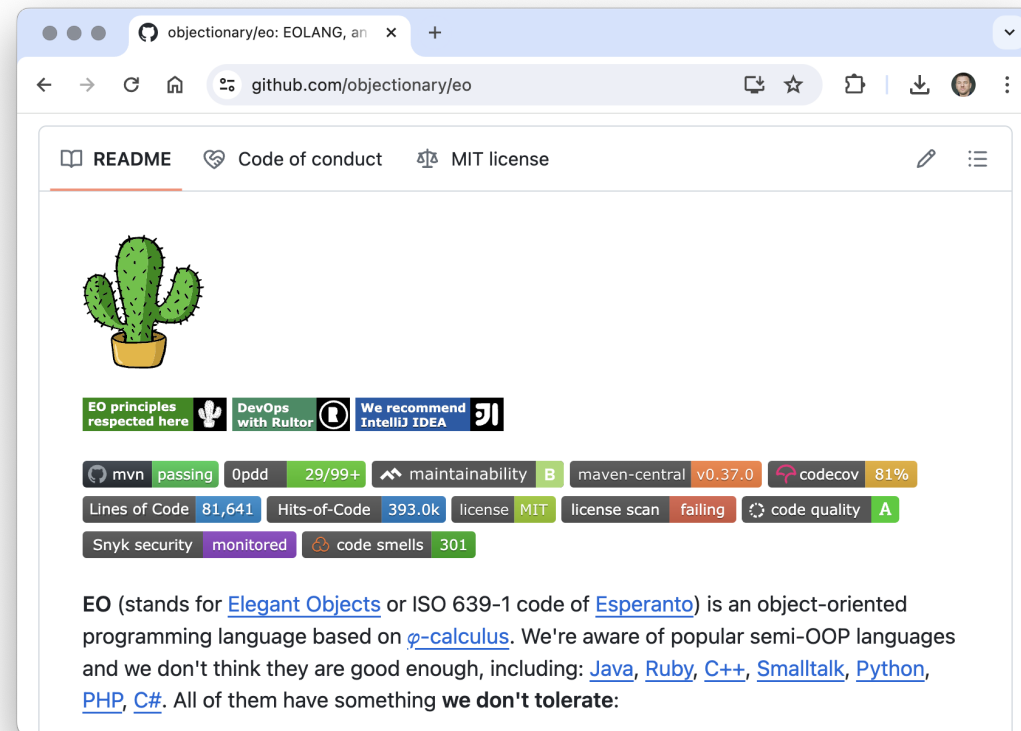 objectionary/eo: EOLANG, an
github.com/objectionary/eo
README Code of conduct MIT license
EO principles respected here DevOps with Rultor We recommend IntelliJ IDEA
mvn passing 0pdd 29/99+ maintainability B maven-central v0.37.0 codecov 81%
Lines of Code 81,641 Hits-of-Code 393.0k license MIT license scan failing code quality A
Snyk security monitored code smells 301
EO (stands for Elegant Objects or ISO 639-1 code of Esperanto) is an object-oriented
programming language based on φ-calculus. We're aware of popular semi-OOP languages
and we don't think they are good enough, including: Java, Ruby, C++, Smalltalk, Python,
PHP, C#. All of them have something we don't tolerate: